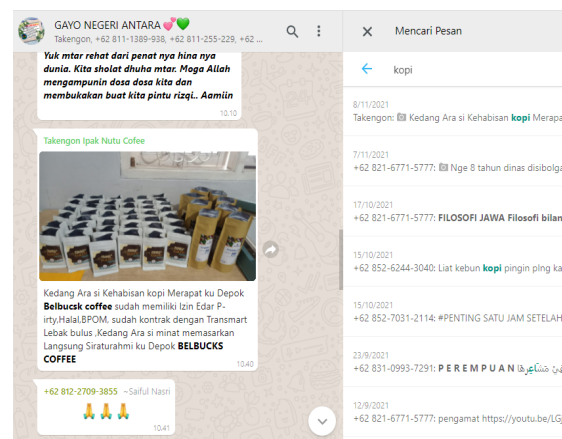 GAYO NEGERI ANTARA
Takengon, +62 811-1389-938, +62 811-255-229, +62 ...
Yuk mtar rehat dari penat nya hina nya
dunia. Kita sholat dhuha mtar. Moga Allah
mengampunin dosa dosa kita dan
membukakan buat kita pintu rizqi.. Aamiin
10.10
Takengon Ipak Nutu Cofee
Kedang Ara si Kehabisan kopi Merapat ku Depok
Belbucsk coffee sudah memiliki Izin Edar P-
irty,Halal,BPOM, sudah kontrak dengan Transmart
Lebak bulus ,Kedang Ara si minat memasarkan
Langsung Siraturahmi ku Depok BELBUCKS
COFFEE
10.40
+62 812-2709-3855 ~Saiful Nasri
10.41
Mencari Pesan
kopi
8/11/2021
Takengon: Kedang Ara si Kehabisan kopi Merapa
7/11/2021
+62 821-6771-5777: Nge 8 tahun dinas disibolga
17/10/2021
+62 821-6771-5777: FILOSOFI JAWA Filosofi bilan
15/10/2021
+62 852-6244-3040: Liat kebun kopi pingin plng ka
15/10/2021
+62 852-7031-2114: #PENTING SATU JAM SETELAH
23/9/2021
+62 831-0993-7291: P E R E M P U A N
12/9/2021
+62 821-6771-5777: pengamat https://youtu.be/LG